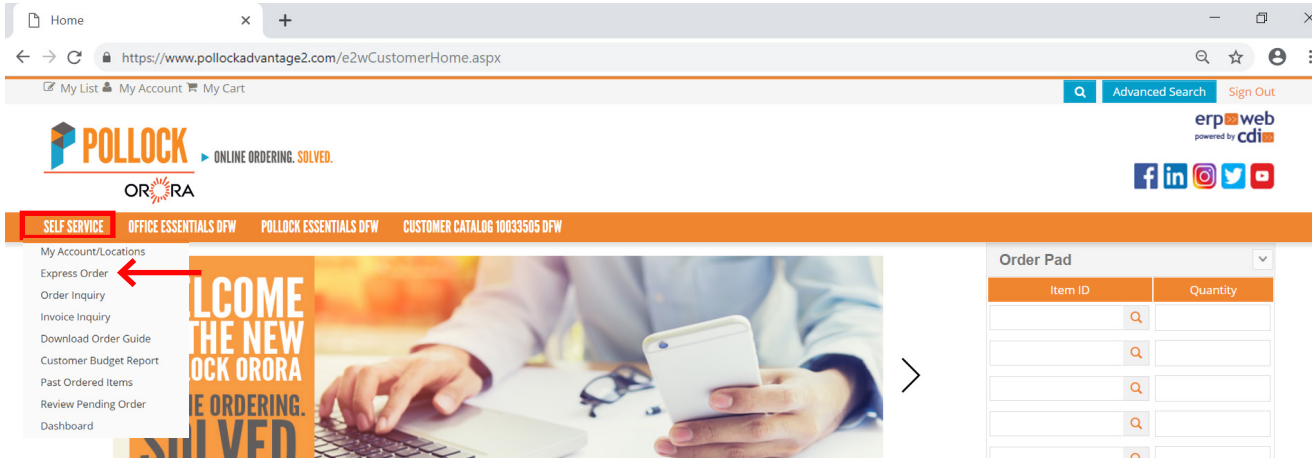 Home
https://www.pollockadvantage2.com/e2wCustomerHome.aspx
My List My Account My Cart
Advanced Search Sign Out
erp web
powered by cdi
POLLOCK ONLINE ORDERING. SOLVED.
ORORA
SELF SERVICE OFFICE ESSENTIALS DFW POLLOCK ESSENTIALS DFW CUSTOMER CATALOG 10033505 DFW
My Account/Locations
Express Order
Order Inquiry
Invoice Inquiry
Download Order Guide
Customer Budget Report
Past Ordered Items
Review Pending Order
Dashboard
LCOME
THE NEW
OCK ORORA
NE ORDERING.
SOLVED
Order Pad
Item ID Quantity